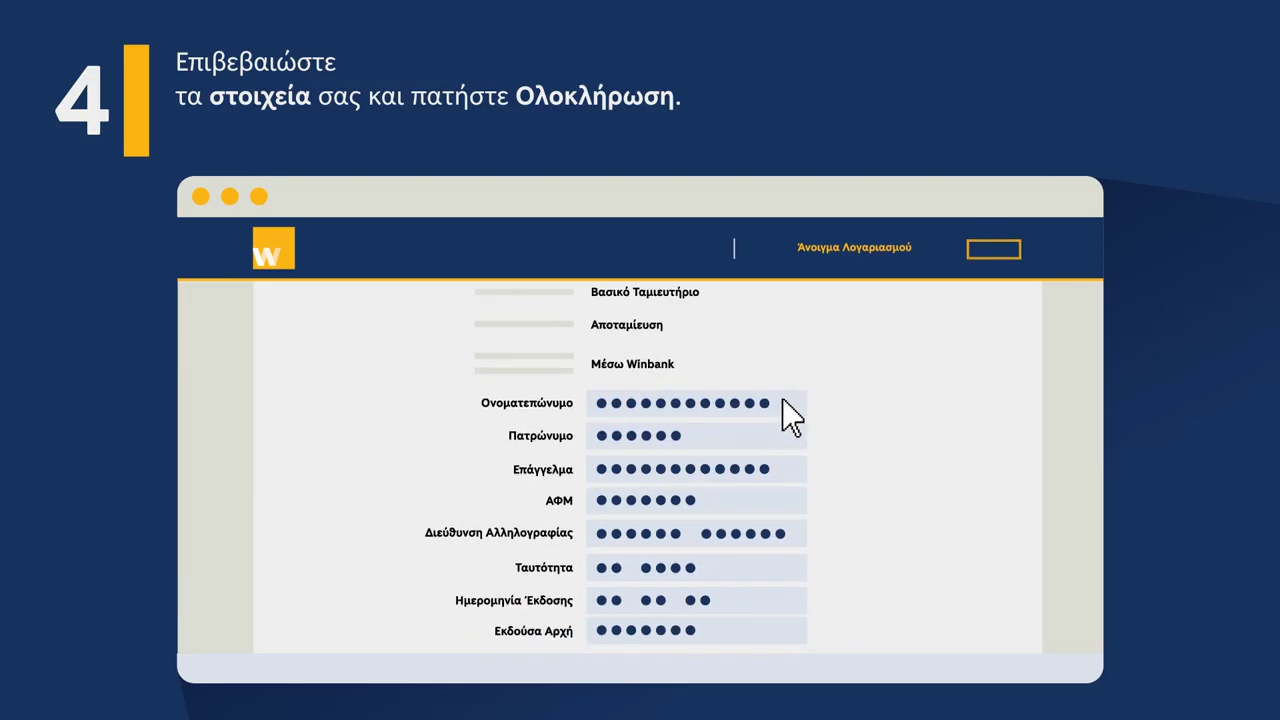 4
Επιβεβαιώστε
τα στοιχεία σας και πατήστε Ολοκλήρωση.
w
Άνοιγμα Λογαριασμού
Βασικό Ταμιευτήριο
Αποταμίευση
Μέσω Winbank
Ονοματεπώνυμο
Πατρώνυμο
Επάγγελμα
ΑΦΜ
Διεύθυνση Αλληλογραφίας
Ταυτότητα
Ημερομηνία Έκδοσης
Εκδούσα Αρχή